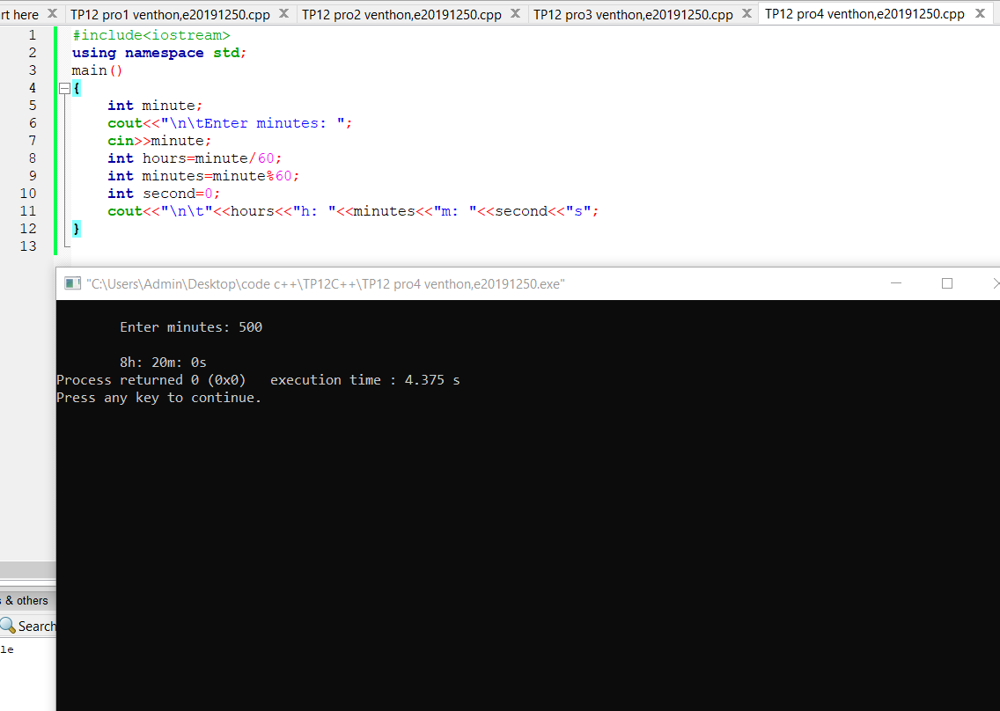 rt here TP12 pro1 venthon,e20191250.cpp TP12 pro2 venthon,e20191250.cpp TP12 pro3 venthon,e20191250.cpp TP12 pro4 venthon,e20191250.cpp
1 #include<iostream>
2 using namespace std;
3 main()
4 {
5 int minute;
6 cout<<"\n\tEnter minutes: ";
7 cin>>minute;
8 int hours=minute/60;
9 int minutes=minute%60;
10 int second=0;
11 cout<<"\n\t"<<hours<<"h: "<<minutes<<"m: "<<second<<"s";
12 }
13
"C:\Users\Admin\Desktop\code c++\TP12C++\TP12 pro4 venthon,e20191250.exe"
Enter minutes: 500
8h: 20m: 0s
Process returned 0 (0x0) execution time : 4.375 s
Press any key to continue.
s & others
Search
le